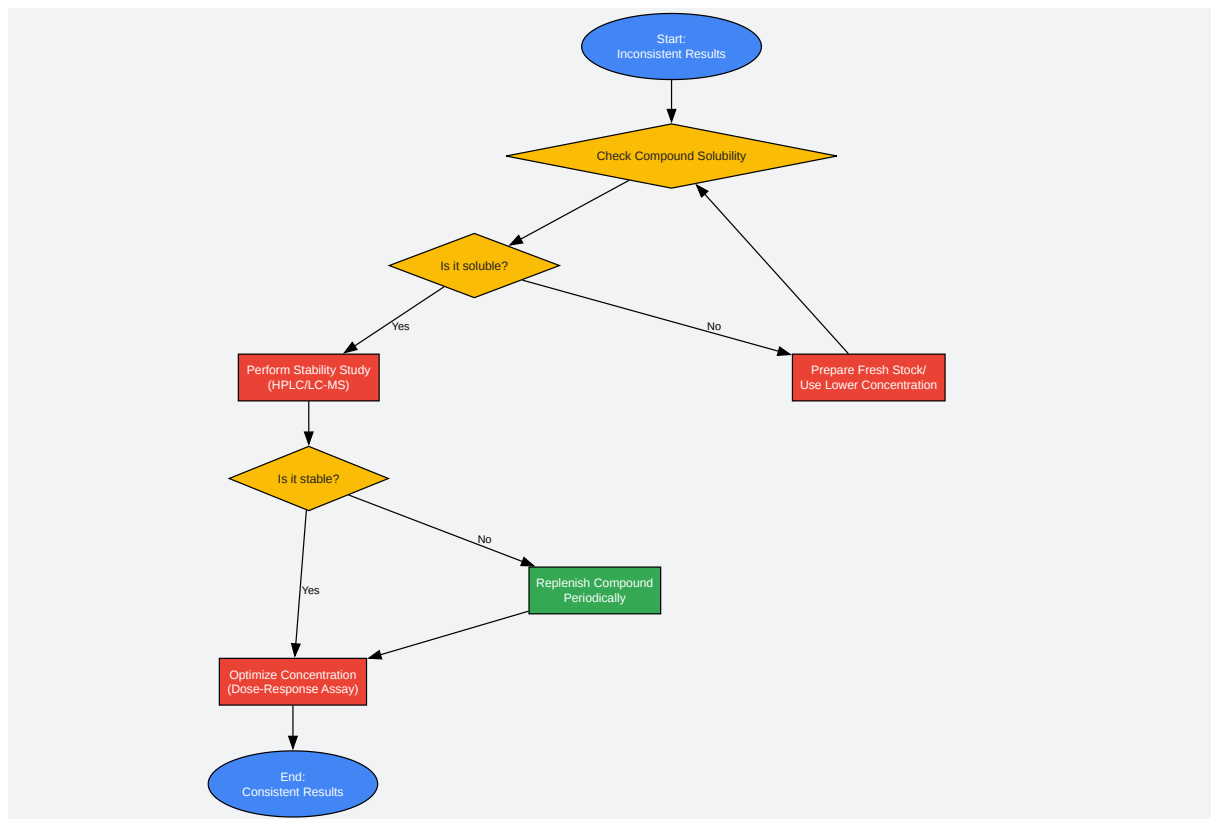 Start:
Inconsistent Results
Check Compound Solubility
Is it soluble?
Yes
No
Perform Stability Study
(HPLC/LC-MS)
Prepare Fresh Stock/
Use Lower Concentration
Is it stable?
No
Yes
Replenish Compound
Periodically
Optimize Concentration
(Dose-Response Assay)
End:
Consistent Results